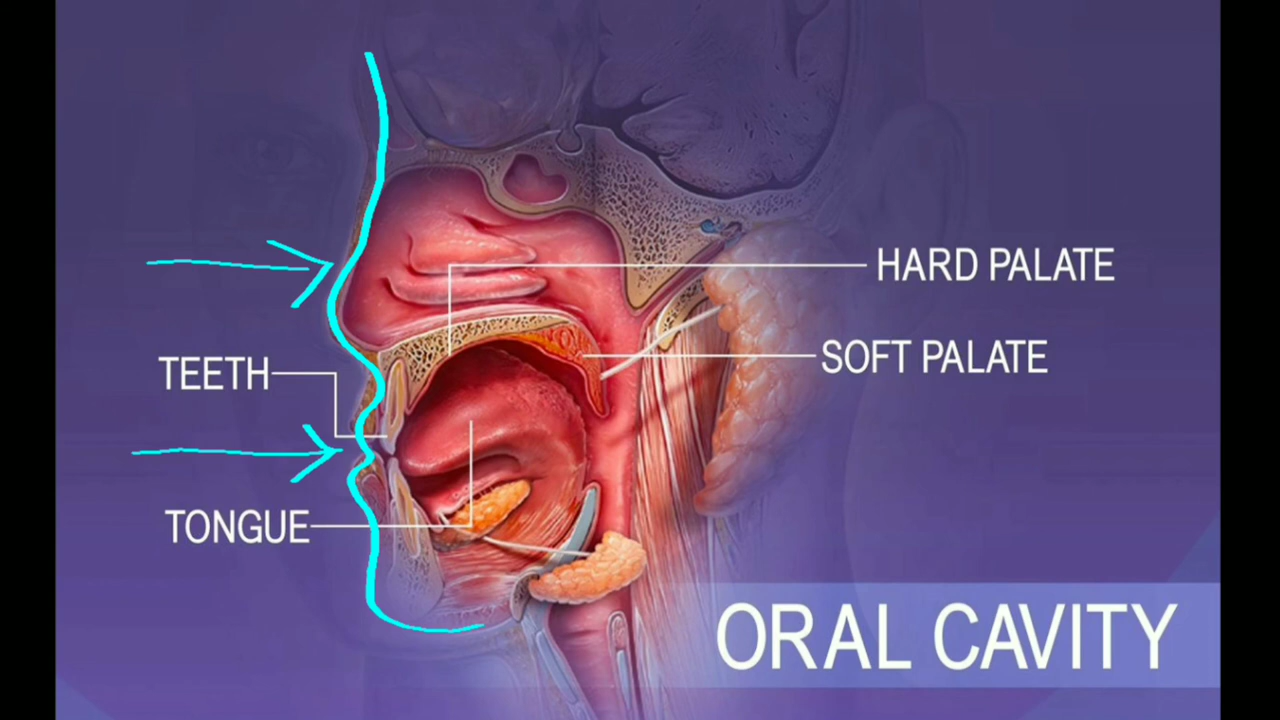 HARD PALATE
SOFT PALATE
TEETH
TONGUE
ORAL CAVITY